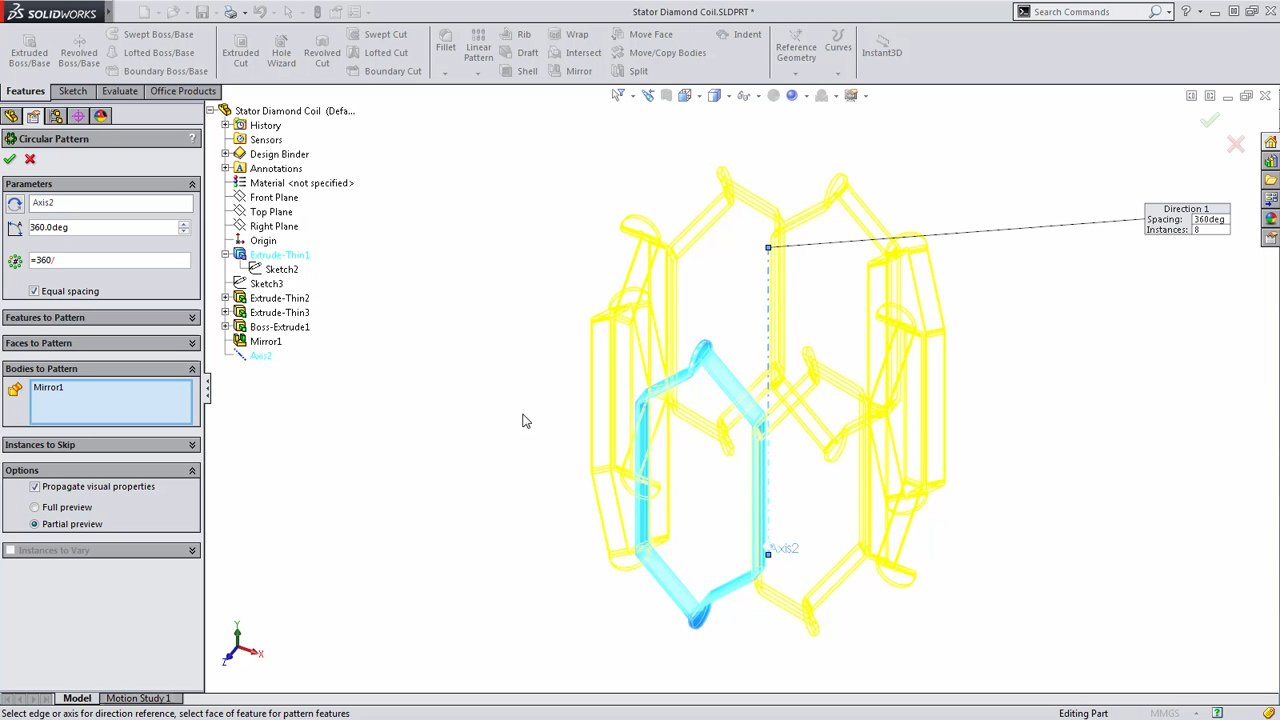 SOLIDWORKS
Stator Diamond Coil.SLDPRT *
Search Commands
Extruded Boss/Base
Revolved Boss/Base
Swept Boss/Base
Lofted Boss/Base
Boundary Boss/Base
Extruded Cut
Hole Wizard
Revolved Cut
Swept Cut
Lofted Cut
Boundary Cut
Fillet
Linear Pattern
Rib
Draft
Shell
Wrap
Intersect
Mirror
Move Face
Move/Copy Bodies
Split
Indent
Reference Geometry
Curves
Instant3D
Features
Sketch
Evaluate
Office Products
Circular Pattern
?
Parameters
Axis2
360.0deg
=360/
Equal spacing
Features to Pattern
Faces to Pattern
Bodies to Pattern
Mirror1
Instances to Skip
Options
Propagate visual properties
Full preview
Partial preview
Instances to Vary
Stator Diamond Coil (Defa...
History
Sensors
Design Binder
Annotations
Material <not specified>
Front Plane
Top Plane
Right Plane
Origin
Extrude-Thin1
Sketch2
Sketch3
Extrude-Thin2
Extrude-Thin3
Boss-Extrude1
Mirror1
Axis2
Direction 1
Spacing: 360deg
Instances: 8
Axis2
Y
X
Z
Model
Motion Study 1
Select edge or axis for direction reference, select face of feature for pattern features
Editing Part
MMGS